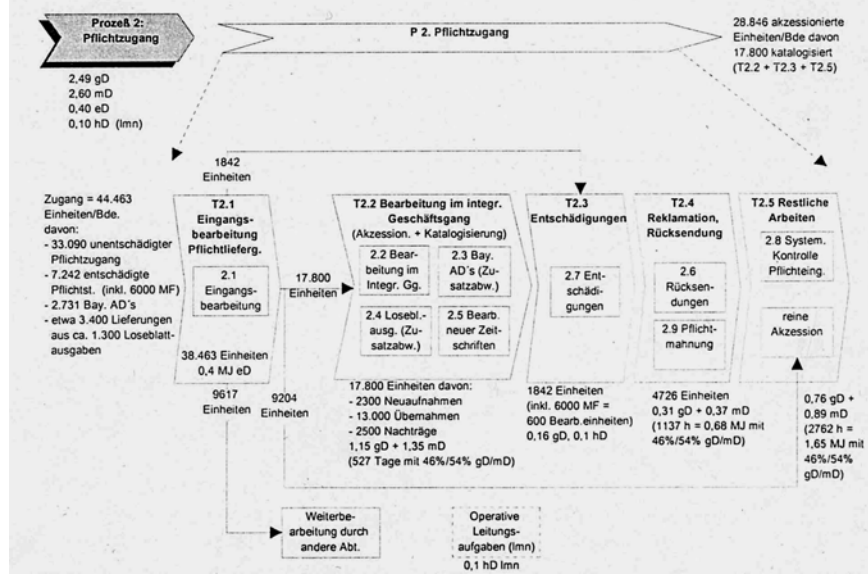 Prozeß 2:
Pflichtzugang
P 2. Pflichtzugang
28.846 akzessionierte
Einheiten/Bde davon
17.800 katalogisiert
(T2.2 + T2.3 + T2.5)
2,49 gD
2,60 mD
0,40 eD
0,10 hD (lmn)
1842
Einheiten
Zugang = 44.463
Einheiten/Bde.
davon:
- 33.090 unentschädigter
Pflichtzugang
- 7.242 entschädigte
Pflichtst. (inkl. 6000 MF)
- 2.731 Bay. AD´s
- etwa 3.400 Lieferungen
aus ca. 1.300 Loseblatt-
ausgaben
T2.1
Eingangs-
bearbeitung
Pflichtlieferg.
2.1
Eingangs-
bearbeitung
38.463 Einheiten
0,4 MJ eD
17.800
Einheiten
9617
Einheiten
9204
Einheiten
T2.2 Bearbeitung im integr.
Geschäftsgang
(Akzession. + Katalogisierung)
2.2 Bear-
beitung im
Integr. Gg.
2.3 Bay.
AD´s (Zu-
satzabw.)
2.4 Losebl.-
ausg. (Zu-
satzabw.)
2.5 Bearb.
neuer Zeit-
schriften
17.800 Einheiten davon:
- 2300 Neuaufnahmen
- 13.000 Übernahmen
- 2500 Nachträge
1,15 gD + 1,35 mD
(527 Tage mit 46%/54% gD/mD)
T2.3
Entschädigungen
2.7 Ent-
schädi-
gungen
1842 Einheiten
(inkl. 6000 MF =
600 Bearb.einheiten)
0,16 gD, 0,1 hD
T2.4
Reklamation,
Rücksendung
2.6
Rücksen-
dungen
2.9 Pflicht-
mahnung
4726 Einheiten
0,31 gD + 0,37 mD
(1137 h = 0,68 MJ mit
46%/54% gD/mD)
T2.5 Restliche
Arbeiten
2.8 System.
Kontrolle
Pflichteing.
reine
Akzession
0,76 gD +
0,89 mD
(2762 h =
1,65 MJ mit
46%/54%
gD/mD)
Weiterbe-
arbeitung durch
andere Abt.
Operative
Leitungs-
aufgaben (lmn)
0,1 hD lmn